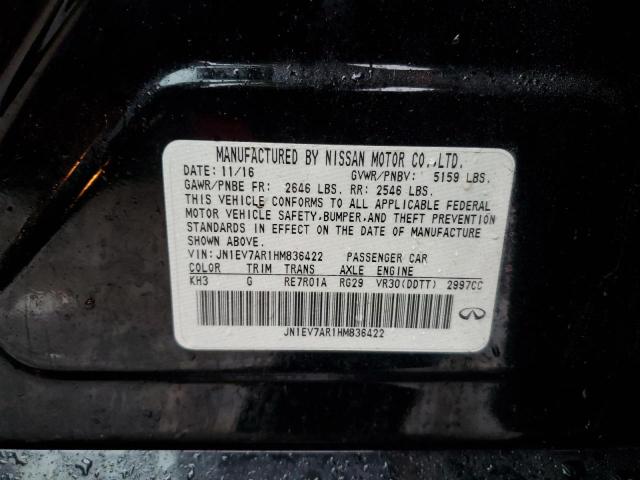 MANUFACTURED BY NISSAN MOTOR CO.,LTD.
DATE: 11/16 GVWR/PNBV: 5159 LBS.
GAWR/PNBE FR: 2646 LBS. RR: 2546 LBS.
THIS VEHICLE CONFORMS TO ALL APPLICABLE FEDERAL
MOTOR VEHICLE SAFETY, BUMPER, AND THEFT PREVENTION
STANDARDS IN EFFECT ON THE DATE OF MANUFACTURE
SHOWN ABOVE.
VIN: JN1EV7AR1HM836422 PASSENGER CAR
COLOR TRIM TRANS AXLE ENGINE
KH3 G RE7R01A RG29 VR30(DDTT) 2997CC
JN1EV7AR1HM836422